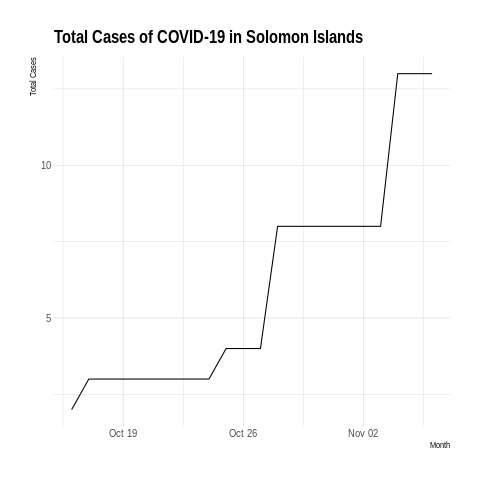 Total Cases of COVID-19 in Solomon Islands
Total Cases
10
5
Oct 19 Oct 26 Nov 02
Month